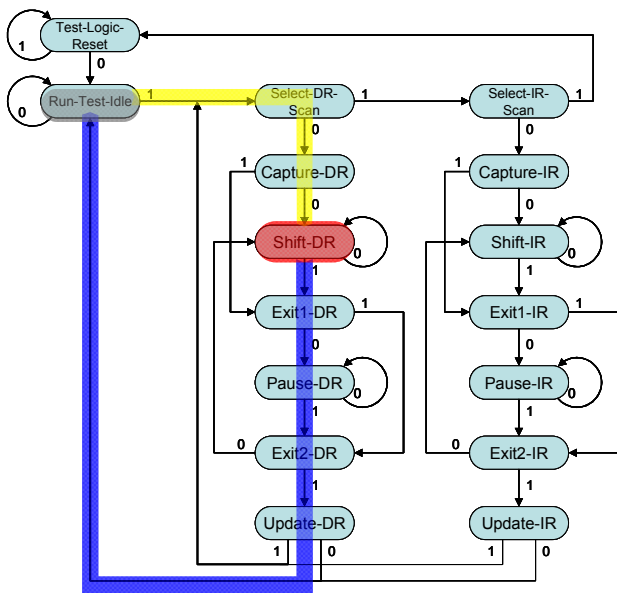 Test-Logic-
Reset
1
0
Run-Test-Idle
1
0
Select-DR-
Scan
1
0
Select-IR-
Scan
1
0
Capture-DR
1
0
Capture-IR
1
0
Shift-DR
0
1
Shift-IR
0
1
Exit1-DR
1
0
Exit1-IR
1
0
Pause-DR
0
1
Pause-IR
0
1
Exit2-DR
0
1
Exit2-IR
0
1
Update-DR
1
0
Update-IR
1
0